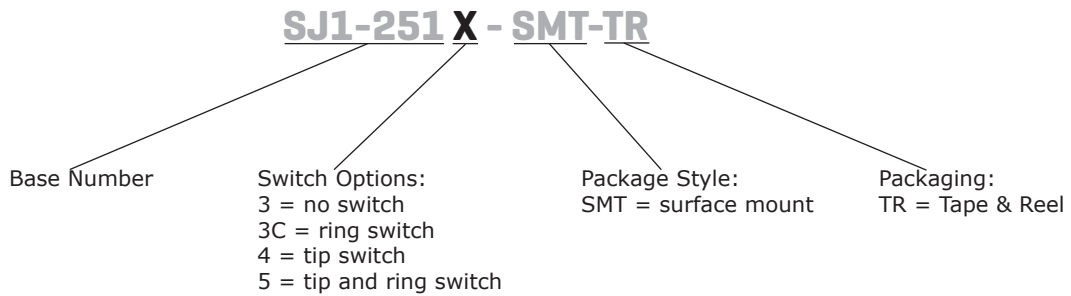 SJ1-251 X - SMT-TR
Base Number
Switch Options:
3 = no switch
3C = ring switch
4 = tip switch
5 = tip and ring switch
Package Style:
SMT = surface mount
Packaging:
TR = Tape & Reel